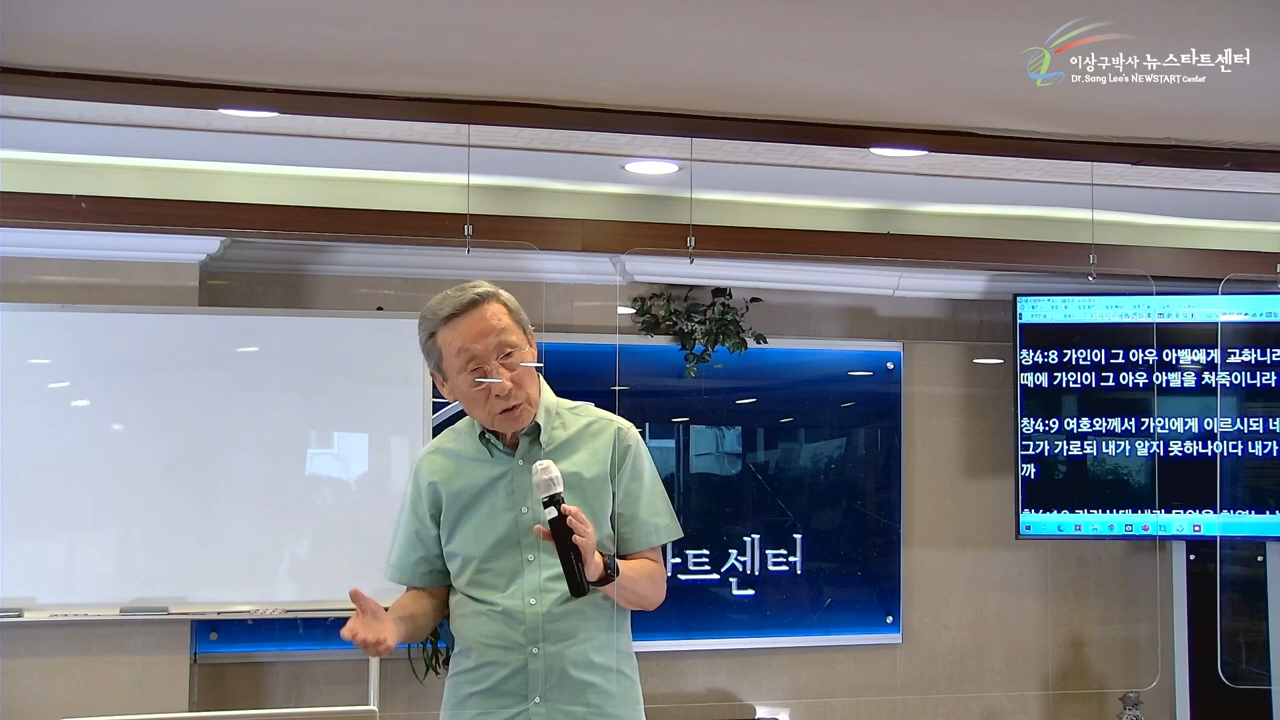 이상구박사 뉴스타트센터
Dr. Sang Lee's NEWSTART Center
창4:8 가인이 그 아우 아벨에게 고하니라
때에 가인이 그 아우 아벨을 쳐죽이니라
창4:9 여호와께서 가인에게 이르시되 네
그가 가로되 내가 알지 못하나이다 내가
까
트센터